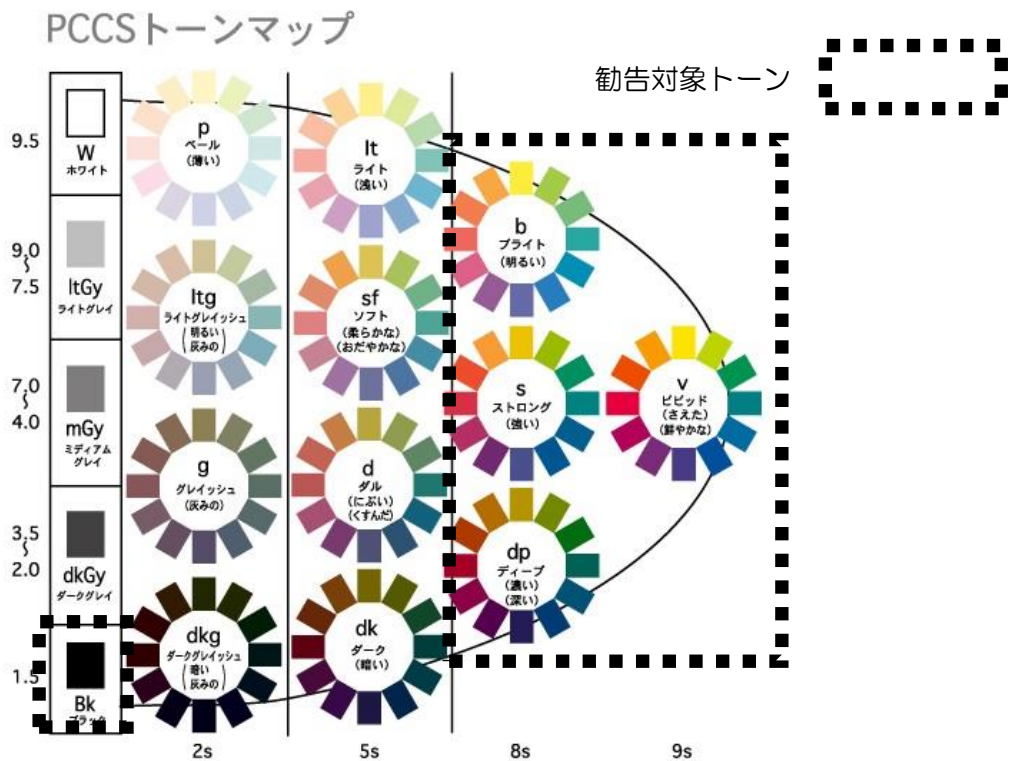 PCCSトーンマップ
勧告対象トーン
9.5
W
ホワイト
p
ペール
(薄い)
lt
ライト
(浅い)
b
ブライト
(明るい)
9.0
〜
7.5
ltGy
ライトグレイ
ltg
ライトグレイッシュ
(明るい)
(灰みの)
sf
ソフト
(柔らかな)
(おだやかな)
s
ストロング
(強い)
v
ビビッド
(さえた)
(鮮やかな)
7.0
〜
4.0
mGy
ミディアム
グレイ
g
グレイッシュ
(灰みの)
d
ダル
(にぶい)
(くすんだ)
dp
ディープ
(濃い)
(深い)
3.5
〜
2.0
dkGy
ダークグレイ
dkg
ダークグレイッシュ
(暗い)
(灰みの)
dk
ダーク
(暗い)
1.5
Bk
ブラック
2s
5s
8s
9s